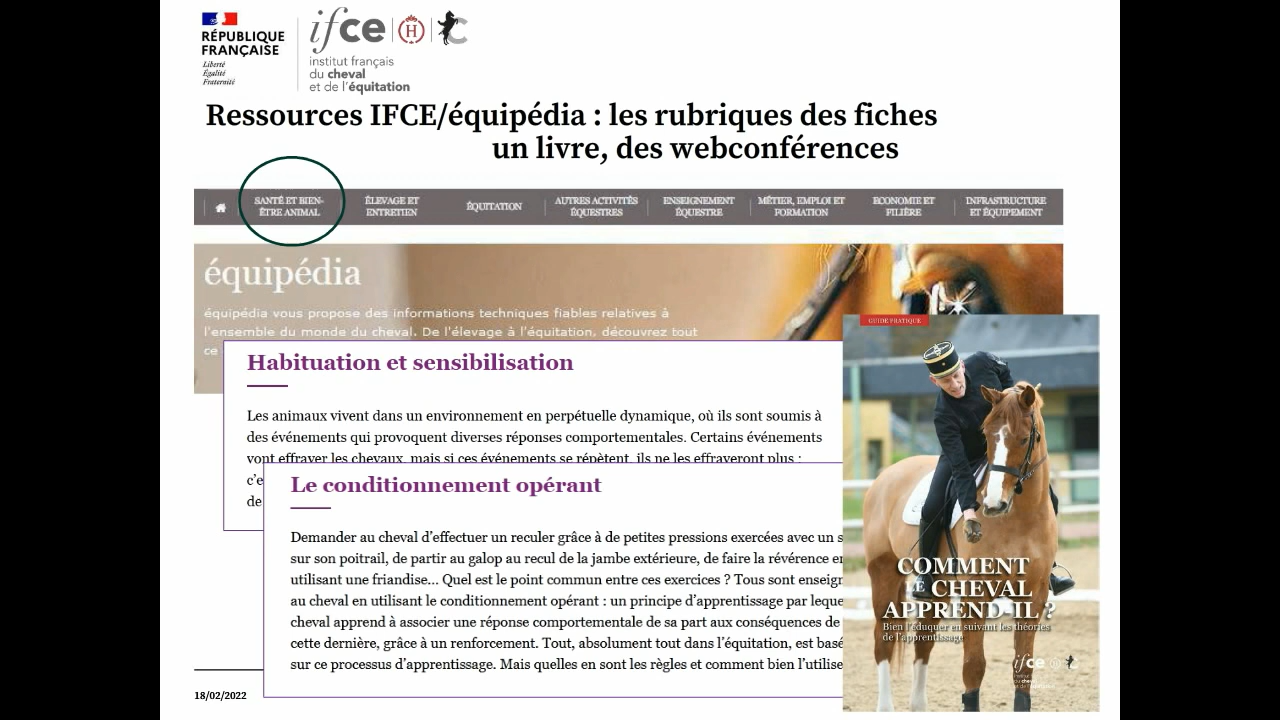 RÉPUBLIQUE
FRANÇAISE
Liberté
Égalité
Fraternité
ifce
H
institut français
du cheval
et de l'équitation
Ressources IFCE/équipédia : les rubriques des fiches
un livre, des webconférences
SANTÉ ET BIEN-
ÊTRE ANIMAL
ÉLEVAGE ET
ENTRETIEN
ÉQUITATION
AUTRES ACTIVITÉS
ÉQUESTRES
ENSEIGNEMENT
ÉQUESTRE
MÉTIER, EMPLOI ET
FORMATION
ECONOMIE ET
FILIÈRE
INFRASTRUCTURE
ET ÉQUIPEMENT
équipédia
équipédia vous propose des informations techniques fiables relatives à
l'ensemble du monde du cheval. De l'élevage à l'équitation, découvrez tout
ce
Habituation et sensibilisation
Les animaux vivent dans un environnement en perpétuelle dynamique, où ils sont soumis à
des événements qui provoquent diverses réponses comportementales. Certains événements
vont effrayer les chevaux, mais si ces événements se répètent, ils ne les effraveront plus :
c'e
de
Le conditionnement opérant
Demander au cheval d'effectuer un reculer grâce à de petites pressions exercées avec un s
sur son poitrail, de partir au galop au recul de la jambe extérieure, de faire la révérence en
utilisant une friandise... Quel est le point commun entre ces exercices ? Tous sont enseign
au cheval en utilisant le conditionnement opérant : un principe d'apprentissage par leque
cheval apprend à associer une réponse comportementale de sa part aux conséquences de
cette dernière, grâce à un renforcement. Tout, absolument tout dans l'équitation, est basé
sur ce processus d'apprentissage. Mais quelles en sont les règles et comment bien l'utilise
GUIDE PRATIQUE
COMMENT
LE CHEVAL
APPREND-IL ?
Bien l'éduquer en suivant les théories
de l'apprentissage
ifce
18/02/2022